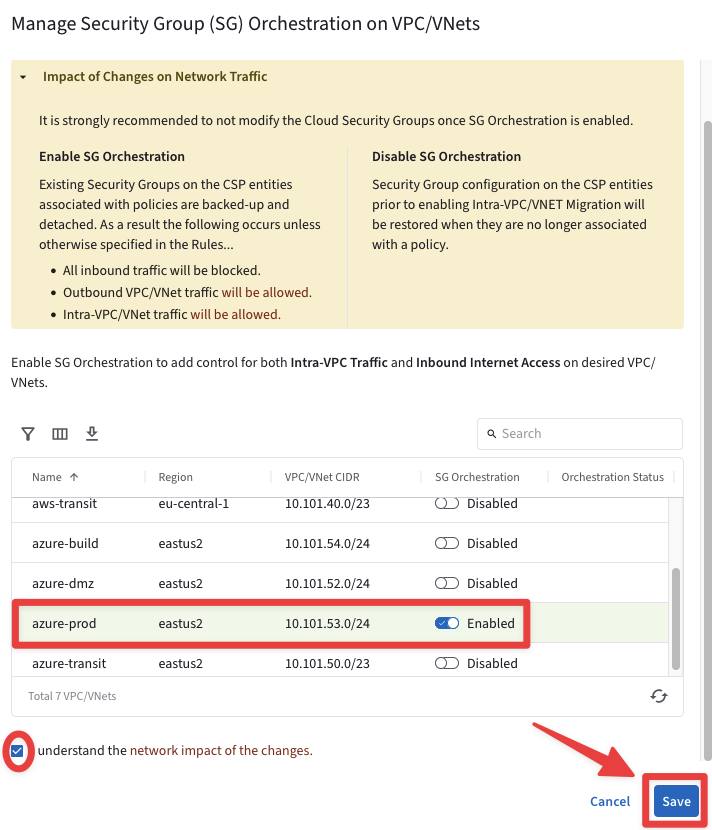 Manage Security Group (SG) Orchestration on VPC/VNets
Impact of Changes on Network Traffic
It is strongly recommended to not modify the Cloud Security Groups once SG Orchestration is enabled.
Enable SG Orchestration
Existing Security Groups on the CSP entities
associated with policies are backed-up and
detached. As a result the following occurs unless
otherwise specified in the Rules...
• All inbound traffic will be blocked.
• Outbound VPC/VNet traffic will be allowed.
• Intra-VPC/VNet traffic will be allowed.
Disable SG Orchestration
Security Group configuration on the CSP entities
prior to enabling Intra-VPC/VNET Migration will
be restored when they are no longer associated
with a policy.
Enable SG Orchestration to add control for both Intra-VPC Traffic and Inbound Internet Access on desired VPC/
VNets.
Search
Name Region VPC/VNet CIDR SG Orchestration Orchestration Status
aws-transit eu-central-1 10.101.40.0/23 Disabled
azure-build eastus2 10.101.54.0/24 Disabled
azure-dmz eastus2 10.101.52.0/24 Disabled
azure-prod eastus2 10.101.53.0/24 Enabled
azure-transit eastus2 10.101.50.0/23 Disabled
Total 7 VPC/VNets
understand the network impact of the changes.
Cancel Save